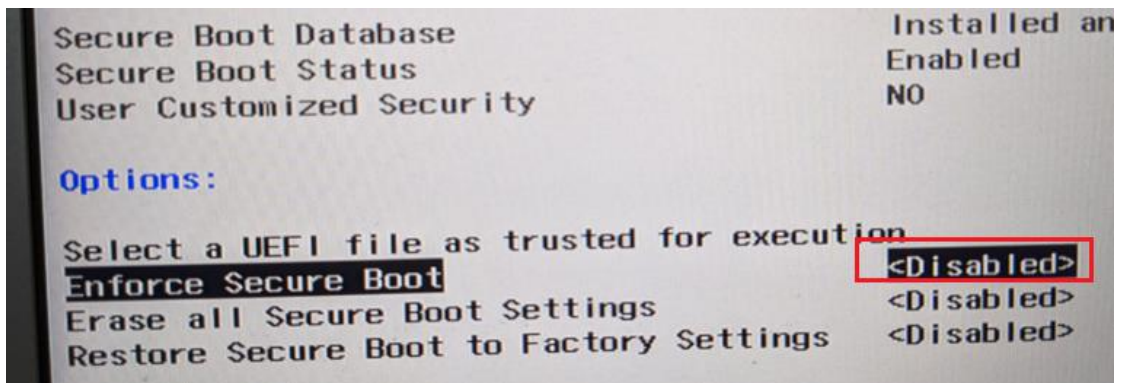 Secure Boot Database Installed an
Secure Boot Status Enabled
User Customized Security NO
Options:
Select a UEFI file as trusted for execution
Enforce Secure Boot <Disabled>
Erase all Secure Boot Settings <Disabled>
Restore Secure Boot to Factory Settings <Disabled>